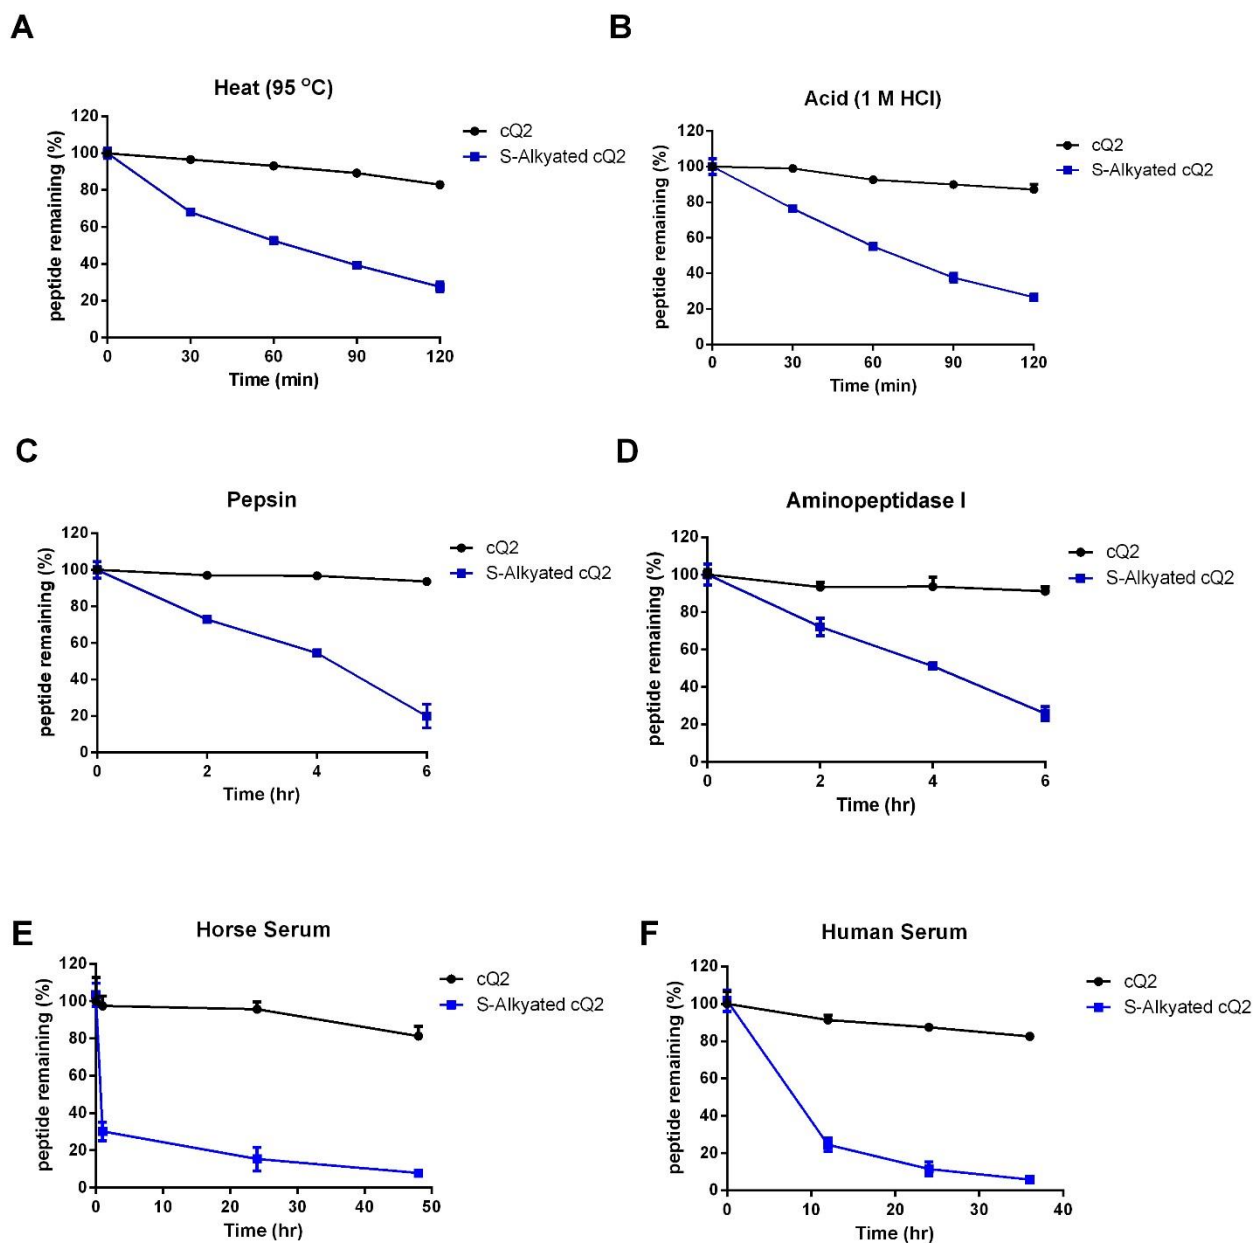 A
Heat (95 °C)
120
100
80
60
40
20
0
peptide remaining (%)
0 30 60 90 120
Time (min)
cQ2
S-Alkyated cQ2
B
Acid (1 M HCl)
120
100
80
60
40
20
0
peptide remaining (%)
0 30 60 90 120
Time (min)
cQ2
S-Alkyated cQ2
C
Pepsin
120
100
80
60
40
20
0
peptide remaining (%)
0 2 4 6
Time (hr)
cQ2
S-Alkyated cQ2
D
Aminopeptidase I
120
100
80
60
40
20
0
peptide remaining (%)
0 2 4 6
Time (hr)
cQ2
S-Alkyated cQ2
E
Horse Serum
120
100
80
60
40
20
0
peptide remaining (%)
0 10 20 30 40 50
Time (hr)
cQ2
S-Alkyated cQ2
F
Human Serum
120
100
80
60
40
20
0
peptide remaining (%)
0 10 20 30 40
Time (hr)
cQ2
S-Alkyated cQ2